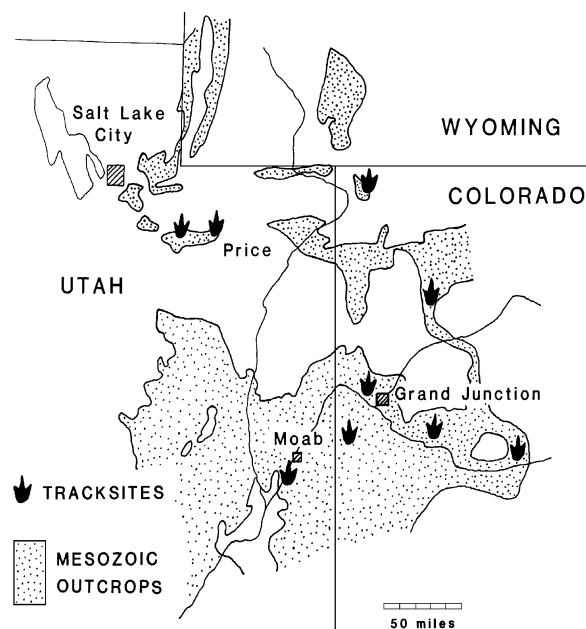 Salt Lake
City
WYOMING
COLORADO
Price
UTAH
Grand Junction
Moab
TRACKSITES
MESOZOIC
OUTCROPS
50 miles